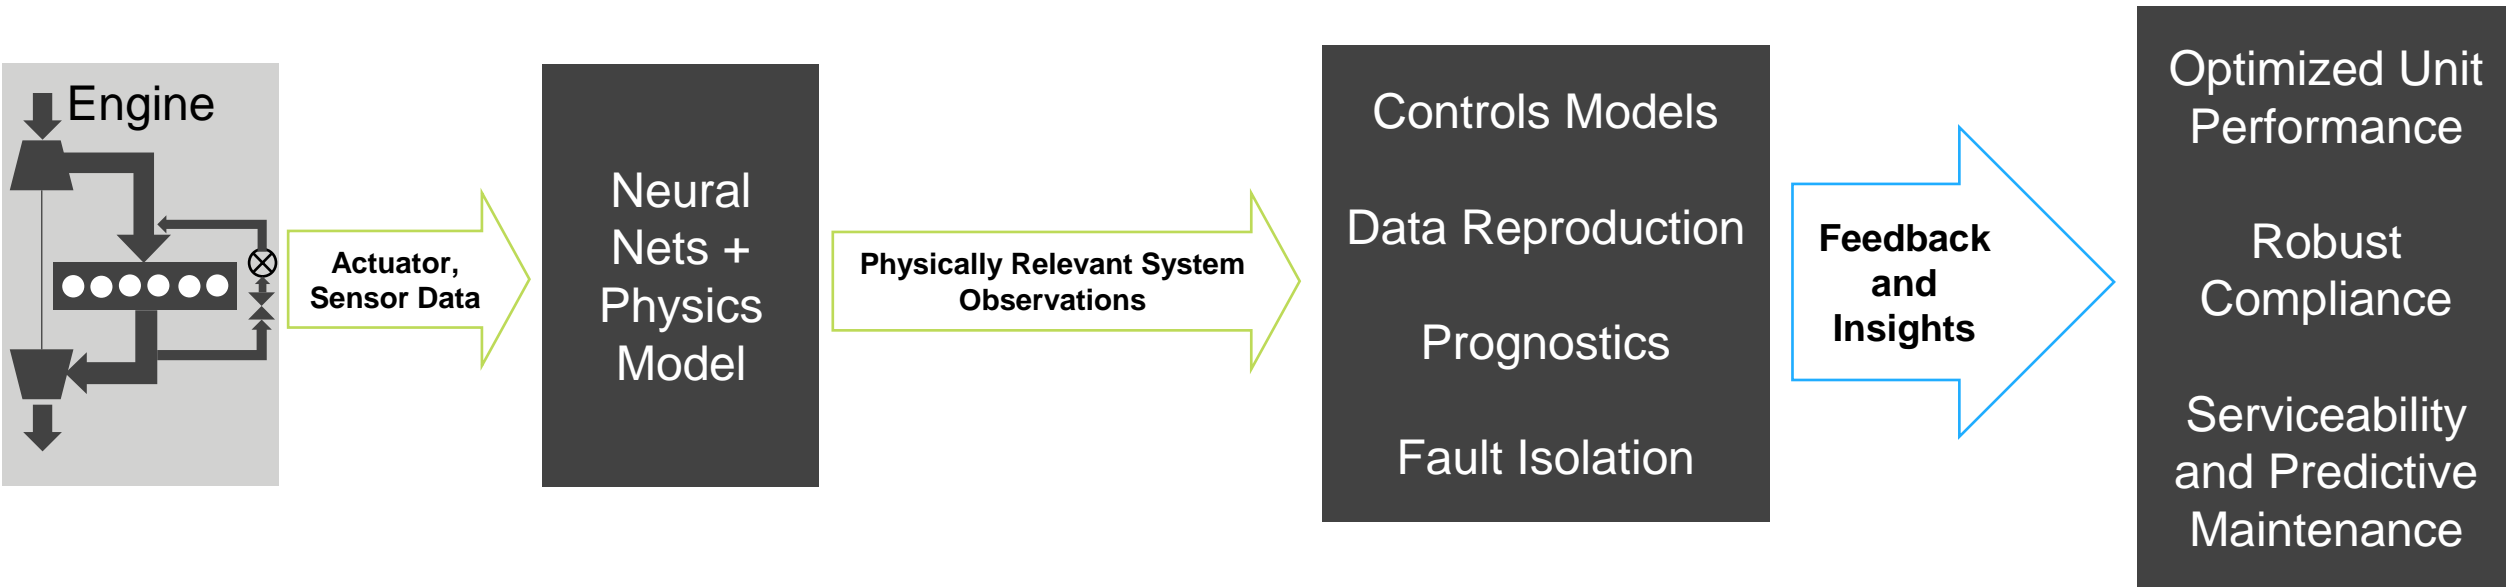 Engine
Actuator,
Sensor Data
Neural
Nets +
Physics
Model
Physically Relevant System
Observations
Controls Models
Data Reproduction
Prognostics
Fault Isolation
Feedback
and
Insights
Optimized Unit
Performance
Robust
Compliance
Serviceability
and Predictive
Maintenance